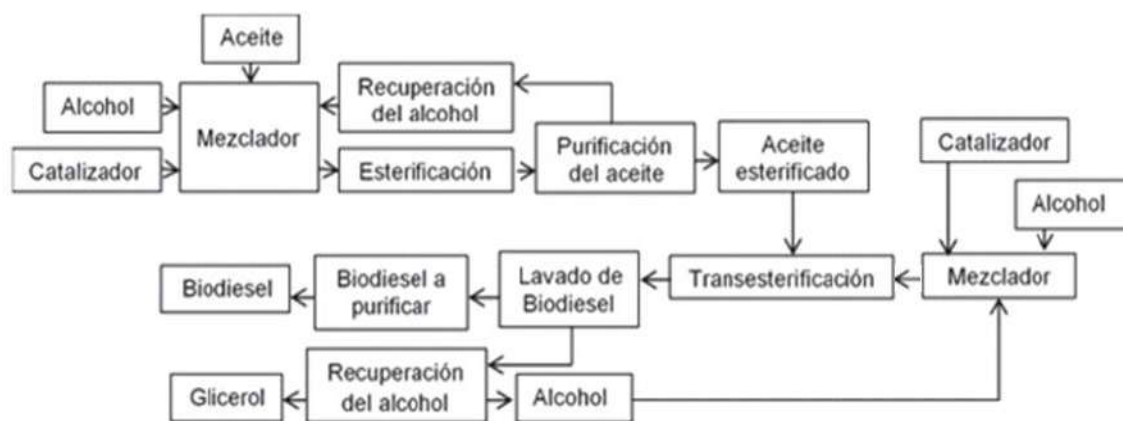 Aceite
Alcohol
Catalizador
Mezclador
Recuperación
del alcohol
Esterificación
Purificación
del aceite
Aceite
esterificado
Catalizador
Alcohol
Mezclador
Transesterificación
Lavado de
Biodiesel
Biodiesel a
purificar
Biodiesel
Recuperación
del alcohol
Glicerol
Alcohol